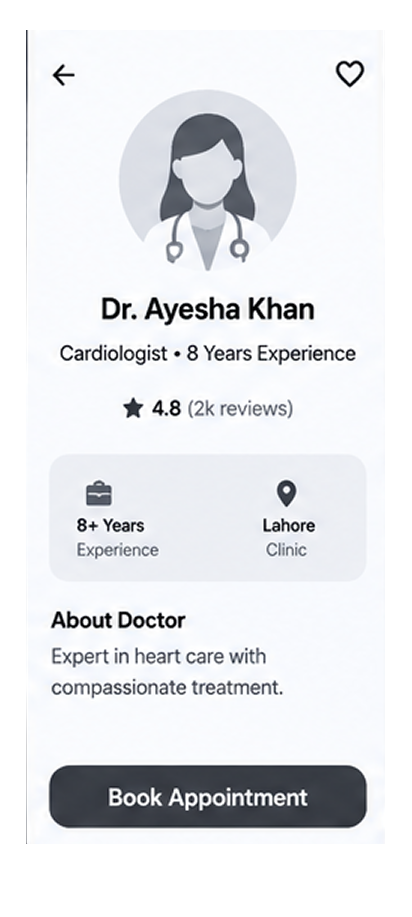 Dr. Ayesha Khan
Cardiologist • 8 Years Experience
4.8 (2k reviews)
8+ Years
Experience
Lahore
Clinic
About Doctor
Expert in heart care with
compassionate treatment.
Book Appointment